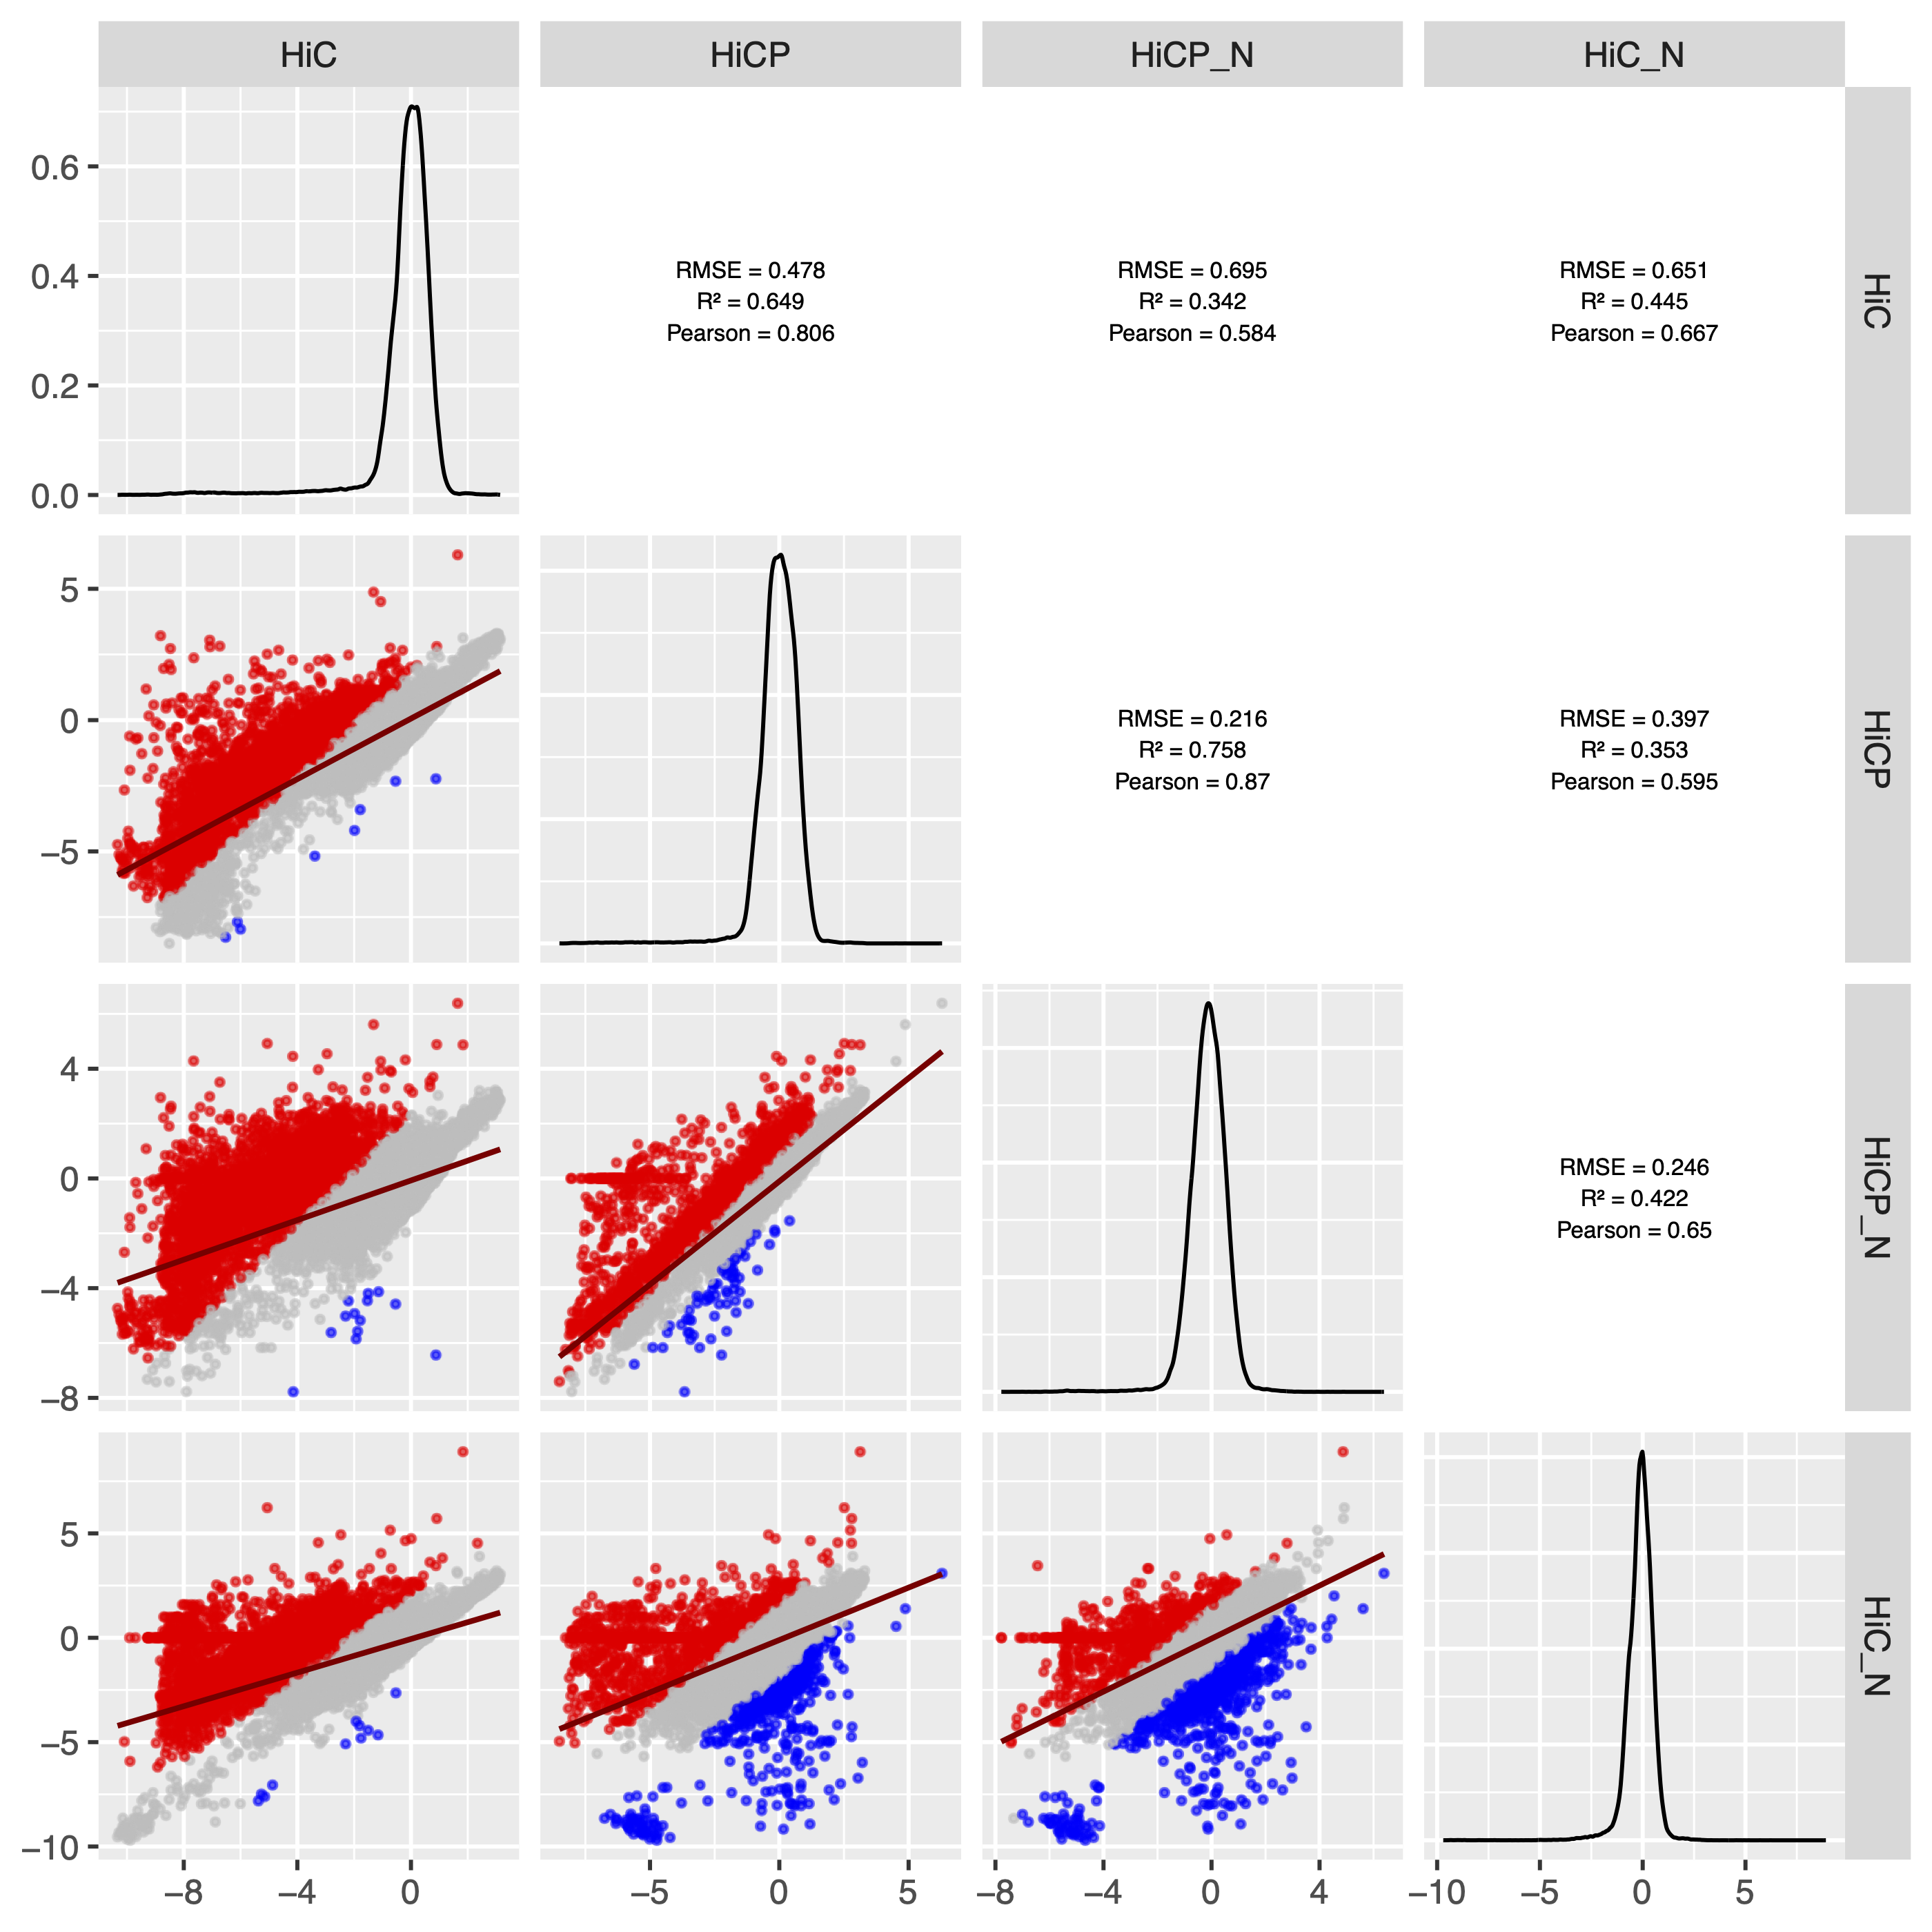 HiC
HiCP
HiCP_N
HiC_N
0.6
0.4
0.2
0.0
RMSE = 0.478
R² = 0.649
Pearson = 0.806
RMSE = 0.695
R² = 0.342
Pearson = 0.584
RMSE = 0.651
R² = 0.445
Pearson = 0.667
HiC
5
0
−5
RMSE = 0.216
R² = 0.758
Pearson = 0.87
RMSE = 0.397
R² = 0.353
Pearson = 0.595
HiCP
4
0
−4
−8
RMSE = 0.246
R² = 0.422
Pearson = 0.65
HiCP_N
5
0
−5
−10
HiC_N
−8 −4 0
−5 0 5
−8 −4 0 4
−10 −5 0 5